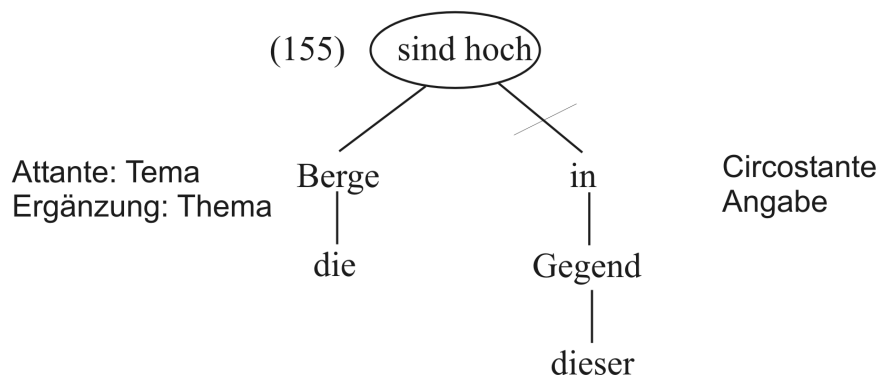 (155) sind hoch
Attante: Tema
Ergänzung: Thema
Berge
in
Circostante
Angabe
die
Gegend
dieser